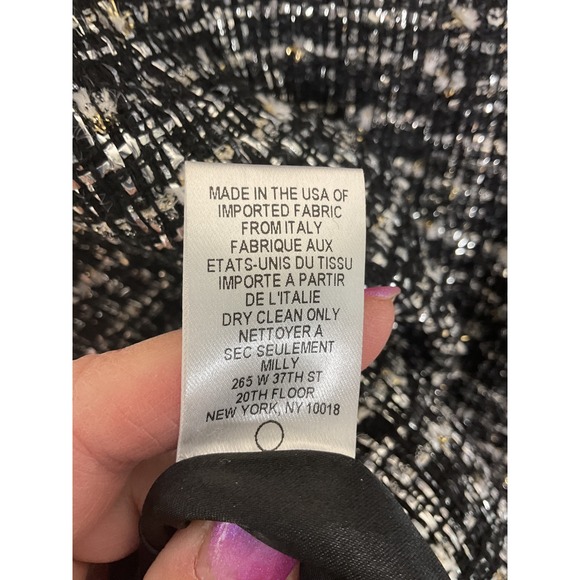 MADE IN THE USA OF
IMPORTED FABRIC
FROM ITALY
FABRIQUE AUX
ETATS-UNIS DU TISSU
IMPORTE A PARTIR
DE L'ITALIE
DRY CLEAN ONLY
NETTOYER A
SEC SEULEMENT
MILLY
265 W 37TH ST
20TH FLOOR
NEW YORK, NY 10018